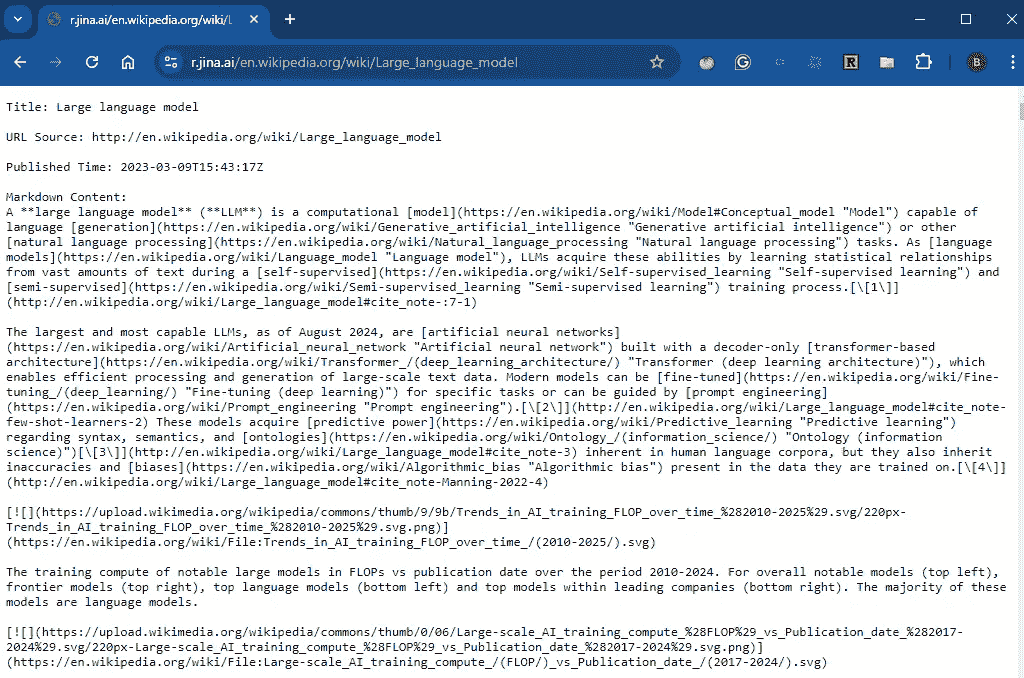 r.jina.ai/en.wikipedia.org/wiki/L
r.jina.ai/en.wikipedia.org/wiki/Large_language_model
G
R
B
Title: Large language model
URL Source: http://en.wikipedia.org/wiki/Large_language_model
Published Time: 2023-03-09T15:43:17Z
Markdown Content:
A **large language model** (**LLM**) is a computational [model](https://en.wikipedia.org/wiki/Model#Conceptual_model "Model") capable of
language [generation](https://en.wikipedia.org/wiki/Generative_artificial_intelligence "Generative artificial intelligence") or other
[natural language processing](https://en.wikipedia.org/wiki/Natural_language_processing "Natural language processing") tasks. As [language
models](https://en.wikipedia.org/wiki/Language_model "Language model"), LLMs acquire these abilities by learning statistical relationships
from vast amounts of text during a [self-supervised](https://en.wikipedia.org/wiki/Self-supervised_learning "Self-supervised learning") and
[semi-supervised](https://en.wikipedia.org/wiki/Semi-supervised_learning "Semi-supervised learning") training process.[\[1\]]
(http://en.wikipedia.org/wiki/Large_language_model#cite_note-:7-1)
The largest and most capable LLMs, as of August 2024, are [artificial neural networks]
(https://en.wikipedia.org/wiki/Artificial_neural_network "Artificial neural network") built with a decoder-only [transformer-based
architecture](https://en.wikipedia.org/wiki/Transformer_/(deep_learning_architecture/) "Transformer (deep learning architecture)"), which
enables efficient processing and generation of large-scale text data. Modern models can be [fine-tuned](https://en.wikipedia.org/wiki/Fine-
tuning_/(deep_learning/) "Fine-tuning (deep learning)") for specific tasks or can be guided by [prompt engineering]
(https://en.wikipedia.org/wiki/Prompt_engineering "Prompt engineering").[\[2\]](http://en.wikipedia.org/wiki/Large_language_model#cite_note-
few-shot-learners-2) These models acquire [predictive power](https://en.wikipedia.org/wiki/Predictive_learning "Predictive learning")
regarding syntax, semantics, and [ontologies](https://en.wikipedia.org/wiki/Ontology_/(information_science/) "Ontology (information
science)")[\[3\]](http://en.wikipedia.org/wiki/Large_language_model#cite_note-3) inherent in human language corpora, but they also inherit
inaccuracies and [biases](https://en.wikipedia.org/wiki/Algorithmic_bias "Algorithmic bias") present in the data they are trained on.[\[4\]]
(http://en.wikipedia.org/wiki/Large_language_model#cite_note-Manning-2022-4)
[![](https://upload.wikimedia.org/wikipedia/commons/thumb/9/9b/Trends_in_AI_training_FLOP_over_time_%282010-2025%29.svg/220px-
Trends_in_AI_training_FLOP_over_time_%282010-2025%29.svg.png)]
(https://en.wikipedia.org/wiki/File:Trends_in_AI_training_FLOP_over_time_/(2010-2025/).svg)
The training compute of notable large models in FLOPs vs publication date over the period 2010-2024. For overall notable models (top left),
frontier models (top right), top language models (bottom left) and top models within leading companies (bottom right). The majority of these
models are language models.
[![](https://upload.wikimedia.org/wikipedia/commons/thumb/0/06/Large-scale_AI_training_compute_%28FLOP%29_vs_Publication_date_%282017-
2024%29.svg/220px-Large-scale_AI_training_compute_%28FLOP%29_vs_Publication_date_%282017-2024%29.svg.png)]
(https://en.wikipedia.org/wiki/File:Large-scale_AI_training_compute_/(FLOP/)_vs_Publication_date_/(2017-2024/).svg)